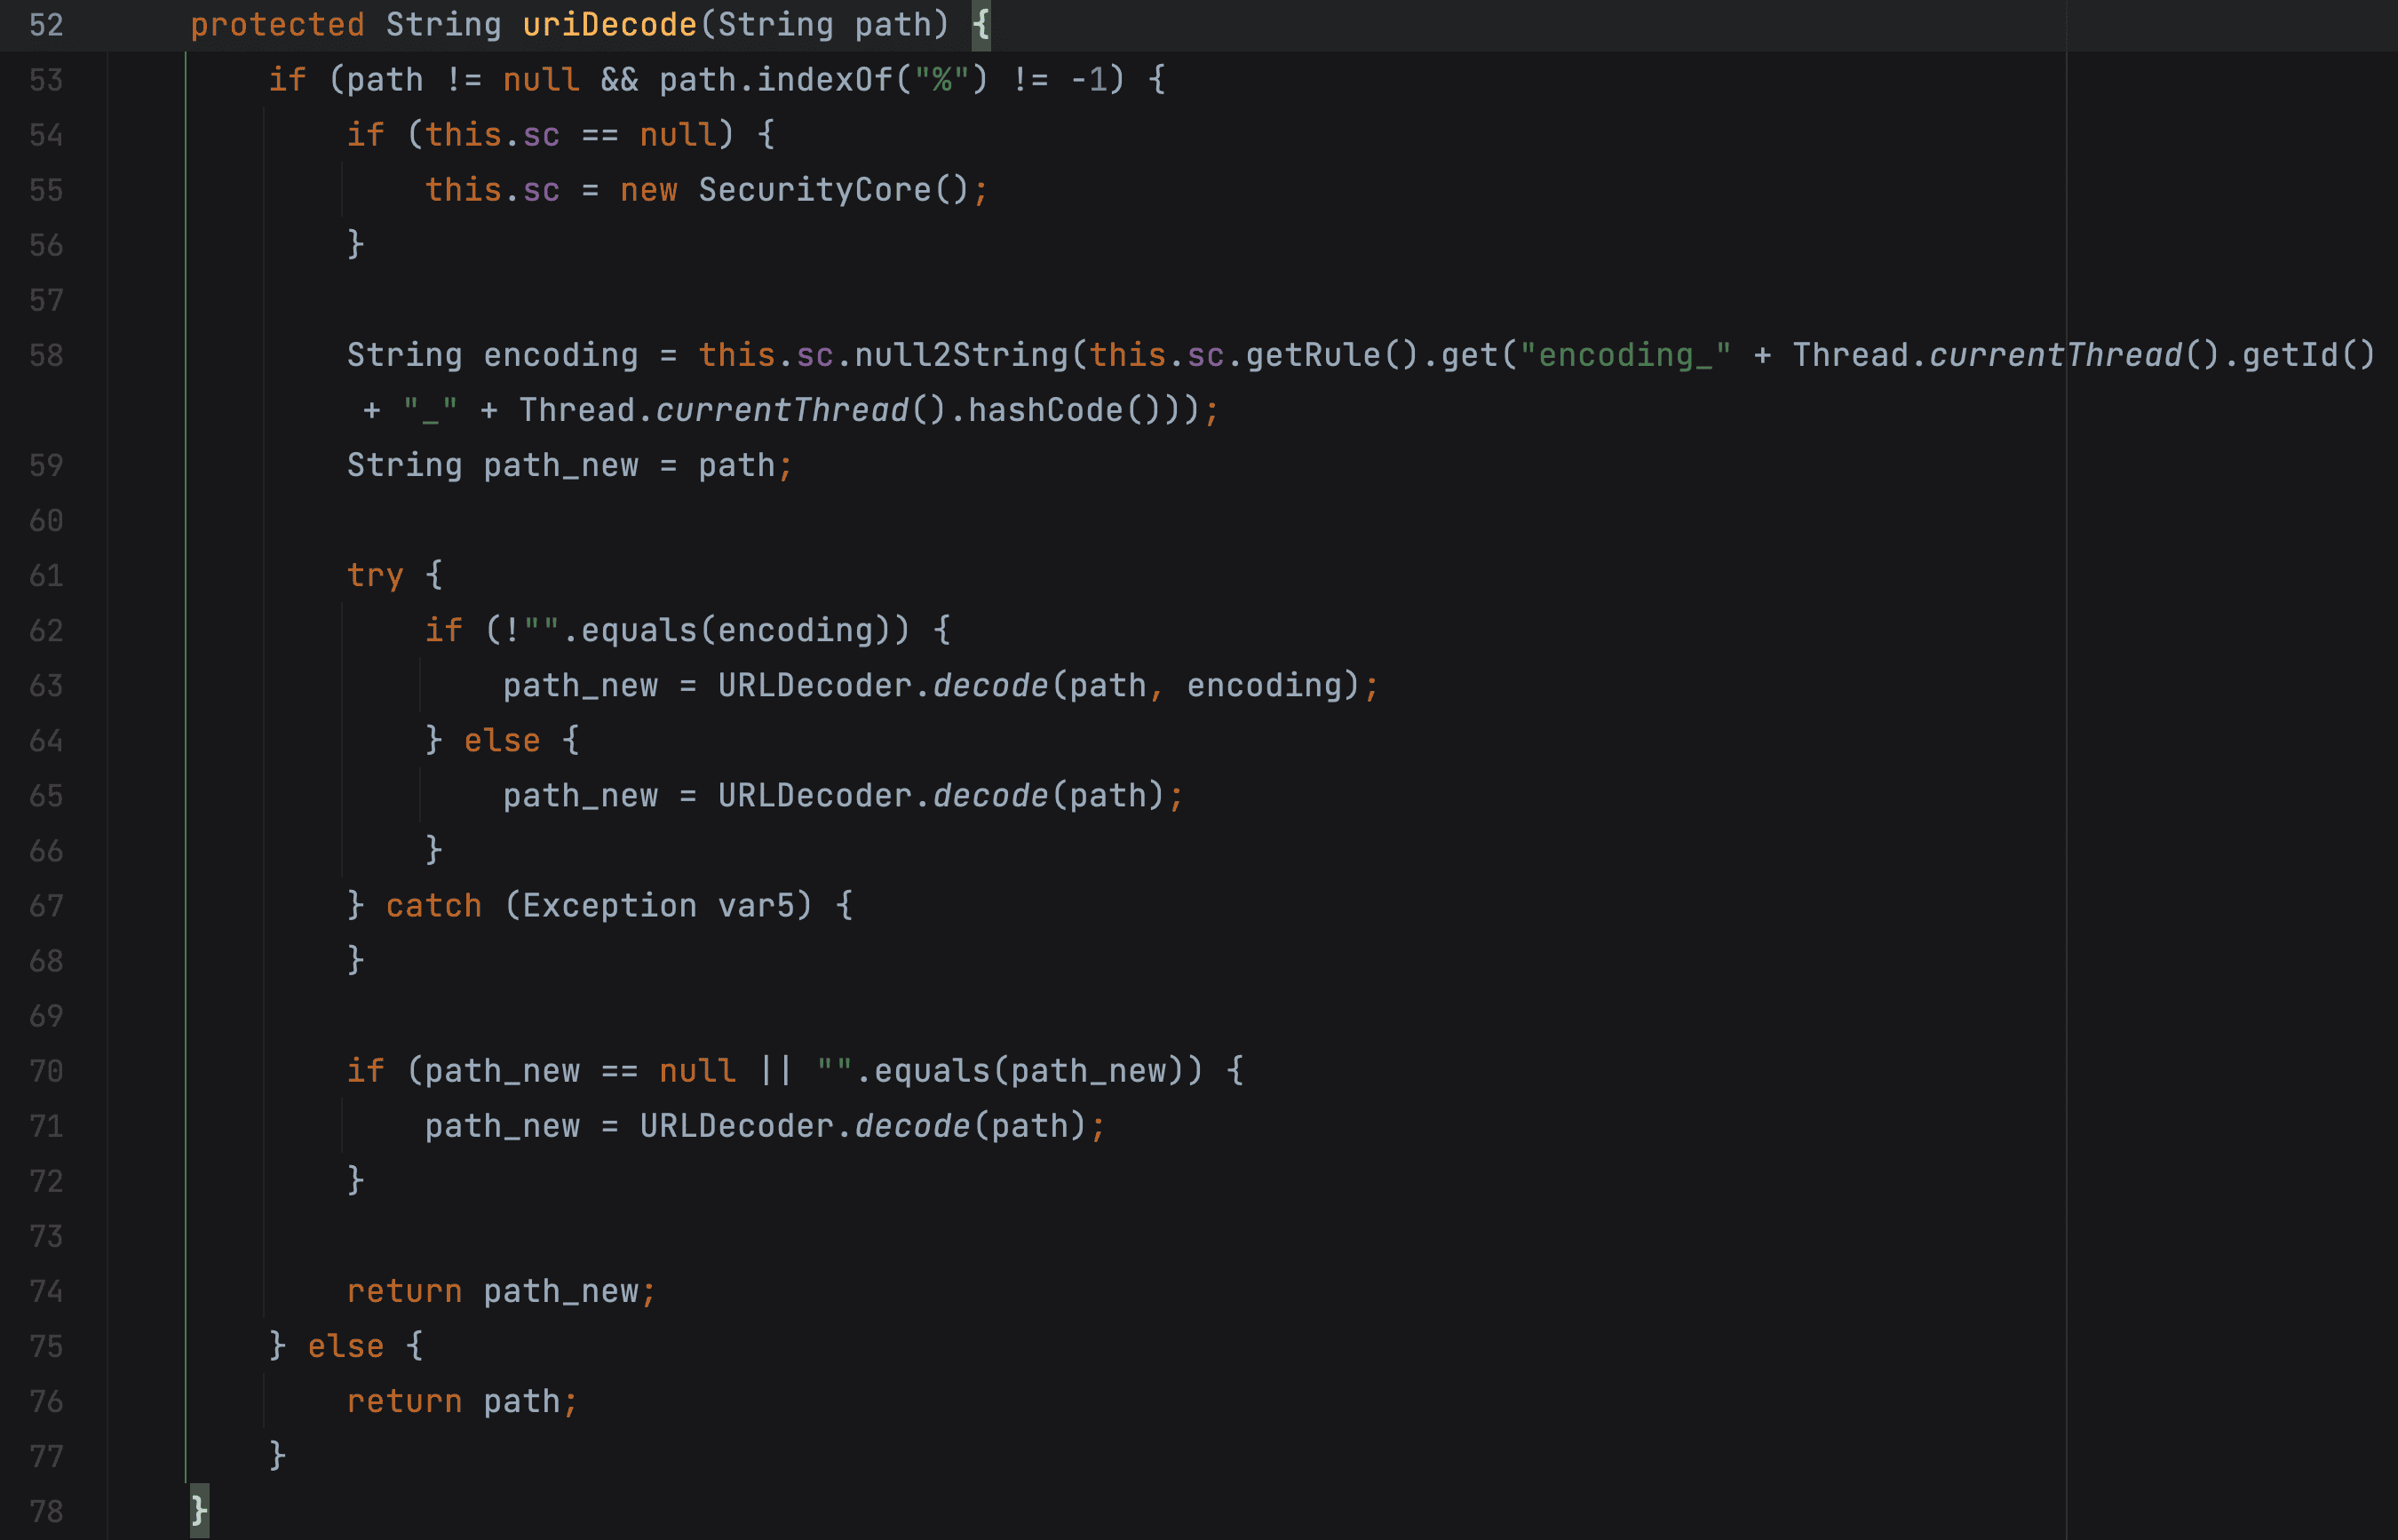 52 protected String uriDecode(String path) {
53 if (path != null && path.indexOf("%") != -1) {
54 if (this.sc == null) {
55 this.sc = new SecurityCore();
56 }
57
58 String encoding = this.sc.null2String(this.sc.getRule().get("encoding_" + Thread.currentThread().getId()
+ "_" + Thread.currentThread().hashCode()));
59 String path_new = path;
60
61 try {
62 if (!"".equals(encoding)) {
63 path_new = URLDecoder.decode(path, encoding);
64 } else {
65 path_new = URLDecoder.decode(path);
66 }
67 } catch (Exception var5) {
68 }
69
70 if (path_new == null || "".equals(path_new)) {
71 path_new = URLDecoder.decode(path);
72 }
73
74 return path_new;
75 } else {
76 return path;
77 }
78 }